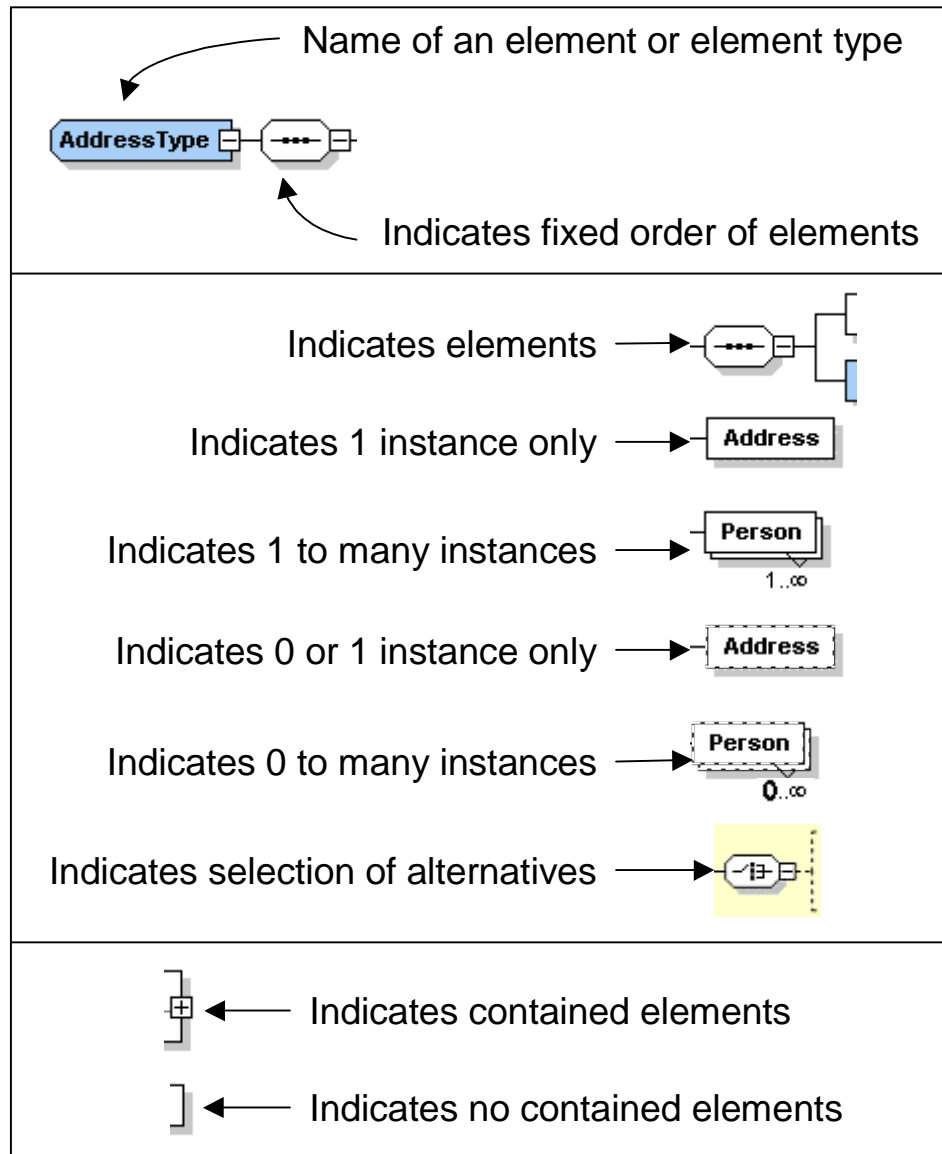 Name of an element or element type
AddressType
Indicates fixed order of elements
Indicates elements
Indicates 1 instance only
Address
Indicates 1 to many instances
Person
1..∞
Indicates 0 or 1 instance only
Address
Indicates 0 to many instances
Person
0..∞
Indicates selection of alternatives
Indicates contained elements
Indicates no contained elements